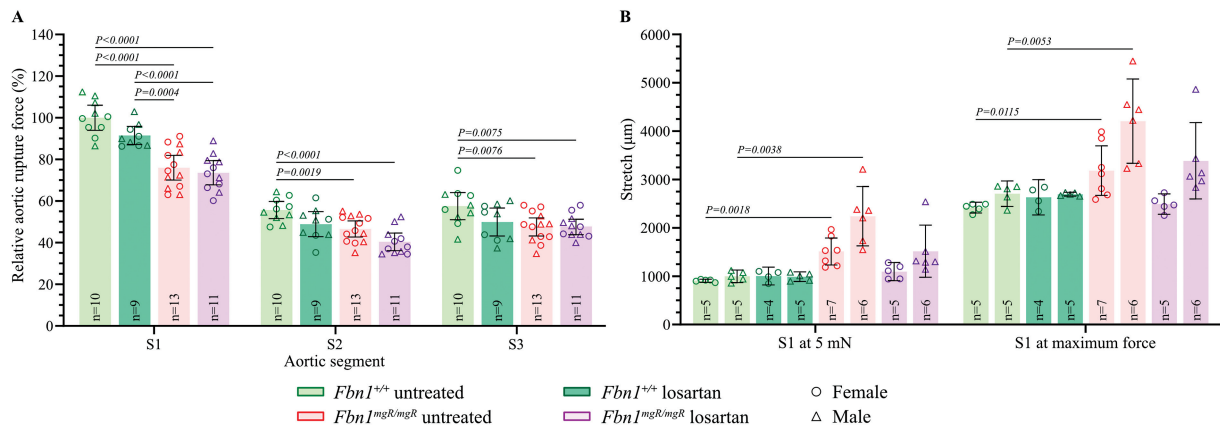 A
Relative aortic rupture force (%)
140
120
100
80
60
40
20
0
P<0.0001
P<0.0001
P<0.0001
P=0.0004
P<0.0001
P=0.0019
P=0.0075
P=0.0076
n=10
n=9
n=13
n=11
n=10
n=9
n=13
n=11
n=10
n=9
n=13
n=11
S1
S2
S3
Aortic segment
B
Stretch (μm)
6000
5000
4000
3000
2000
1000
0
P=0.0053
P=0.0115
P=0.0038
P=0.0018
n=5
n=5
n=4
n=5
n=7
n=6
n=5
n=6
n=5
n=5
n=4
n=5
n=7
n=6
n=5
n=6
S1 at 5 mN
S1 at maximum force
Fbn1+/+ untreated
Fbn1+/+ losartan
Female
Fbn1mgR/mgR untreated
Fbn1mgR/mgR losartan
Male